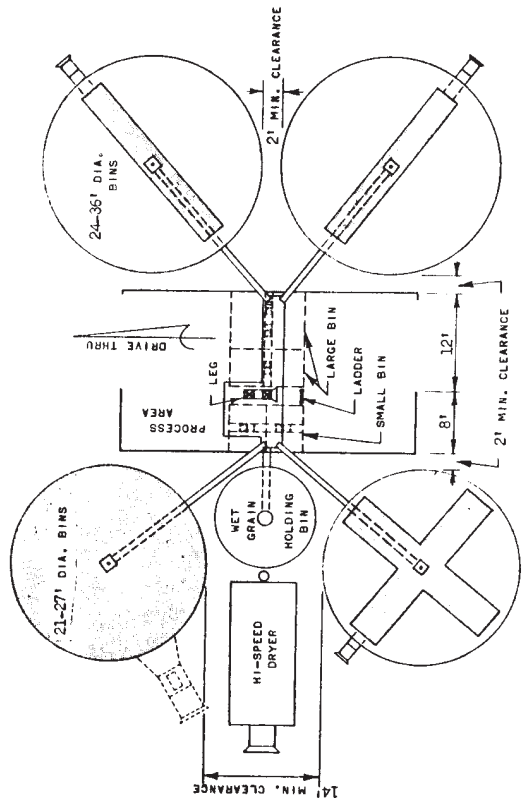 2' MIN. CLEARANCE
24-36' DIA.
BINS
DRIVE THRU
LEG
LARGE BIN
LADDER
SMALL BIN
PROCESS
AREA
12'
8'
2' MIN. CLEARANCE
21-27' DIA. BINS
WET
GRAIN
HOLDING
BIN
HI-SPEED
DRYER
14'
MIN. CLEARANCE